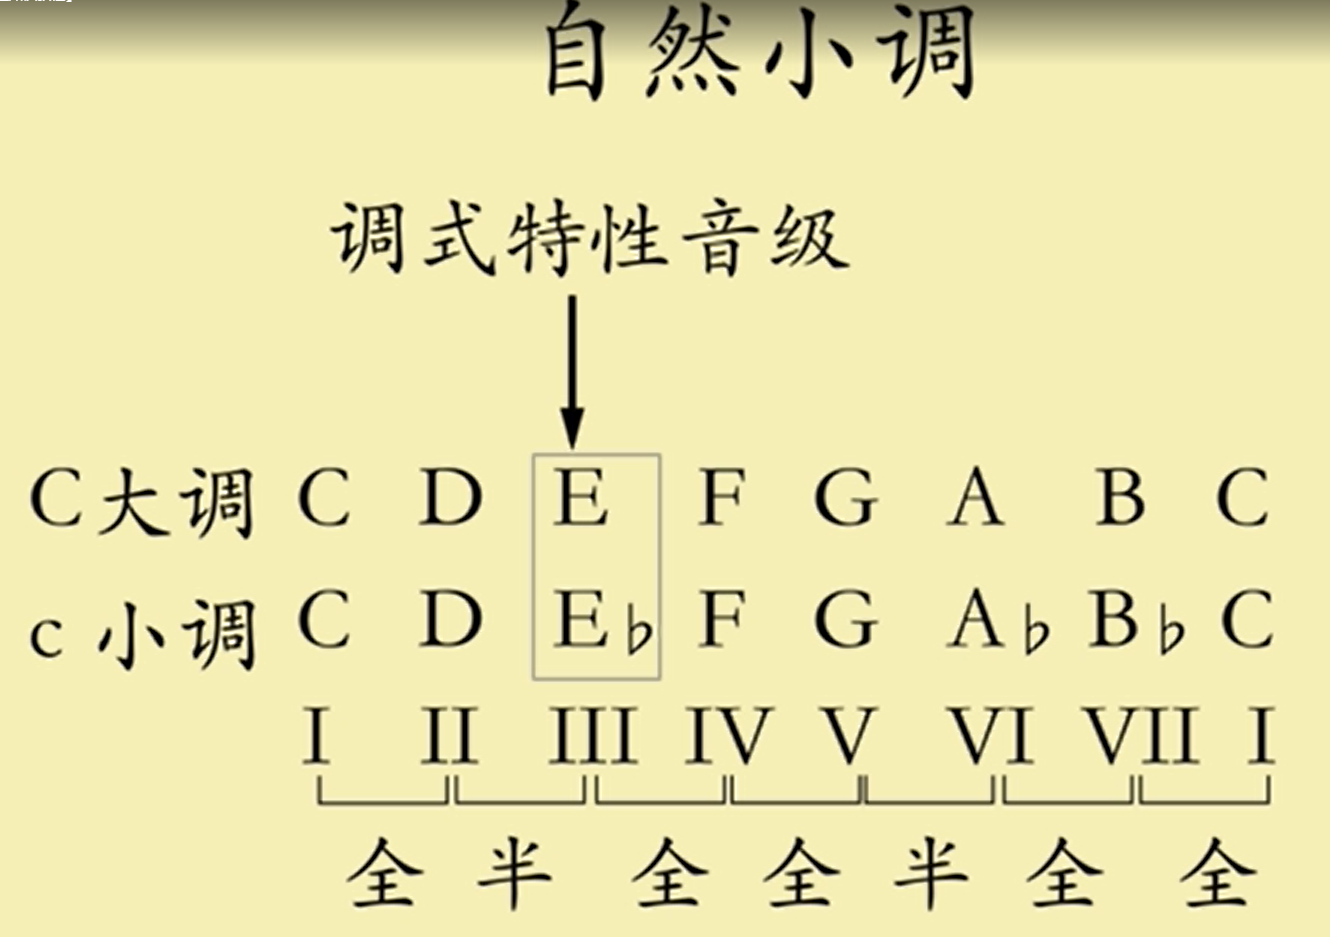 自然小调
调式特性音级
C大调 C D E F G A B C
c 小调 C D E♭ F G A♭ B♭ C
I II III IV V VI VII I
全 半 全 全 半 全 全